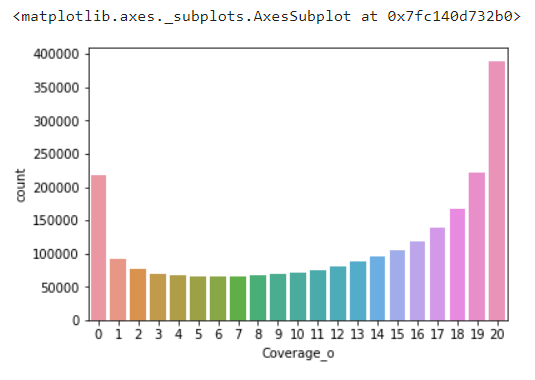 <matplotlib.axes._subplots.AxesSubplot at 0x7fc140d732b0>
400000
350000
300000
250000
200000
150000
100000
50000
0
count
0 1 2 3 4 5 6 7 8 9 10 11 12 13 14 15 16 17 18 19 20
Coverage_o